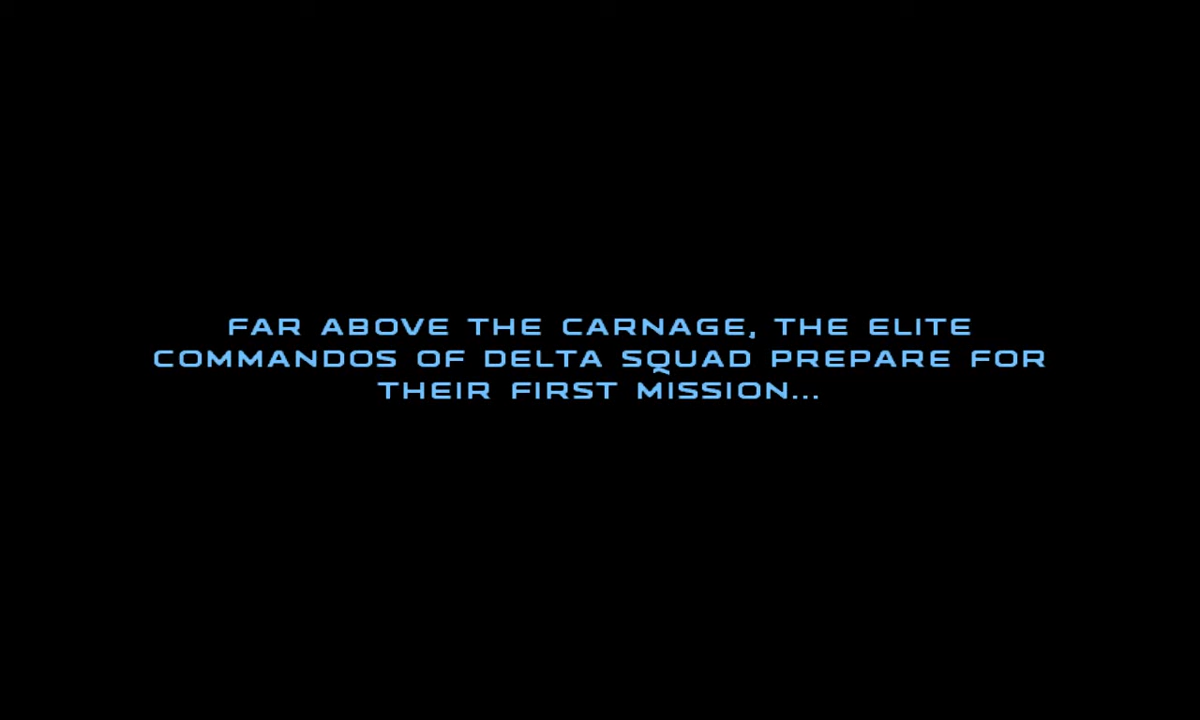 FAR ABOVE THE CARNAGE, THE ELITE
COMMANDOS OF DELTA SQUAD PREPARE FOR
THEIR FIRST MISSION...